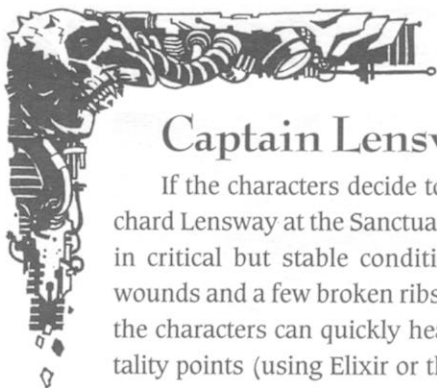 Captain Lensw
If the characters decide to
chard Lensway at the Sanctua
in critical but stable conditi
wounds and a few broken ribs
the characters can quickly hea
tality points (using Elixir or th